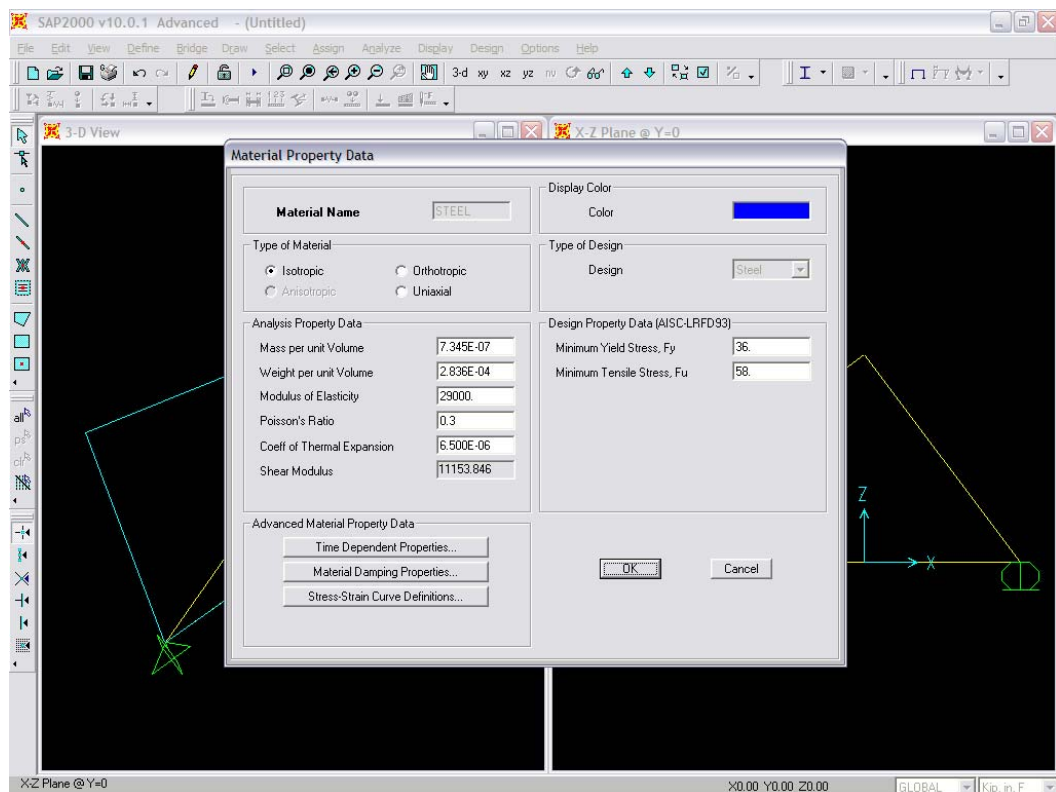 SAP2000 v10.0.1 Advanced - (Untitled)
File Edit View Define Bridge Draw Select Assign Analyze Display Design Options Help
3-d xy xz yz nv
3-D View
X-Z Plane @ Y=0
Material Property Data
Material Name STEEL
Display Color
Color
Type of Material
Isotropic Orthotropic
Anisotropic Uniaxial
Type of Design
Design Steel
Analysis Property Data
Mass per unit Volume 7.345E-07
Weight per unit Volume 2.836E-04
Modulus of Elasticity 29000.
Poisson's Ratio 0.3
Coeff of Thermal Expansion 6.500E-06
Shear Modulus 11153.846
Design Property Data (AISC-LRFD93)
Minimum Yield Stress, Fy 36.
Minimum Tensile Stress, Fu 58.
Advanced Material Property Data
Time Dependent Properties...
Material Damping Properties...
Stress-Strain Curve Definitions...
OK Cancel
all
ps
clr
Z
X
X-Z Plane @ Y=0
X0.00 Y0.00 Z0.00
GLOBAL
Kip, in, F